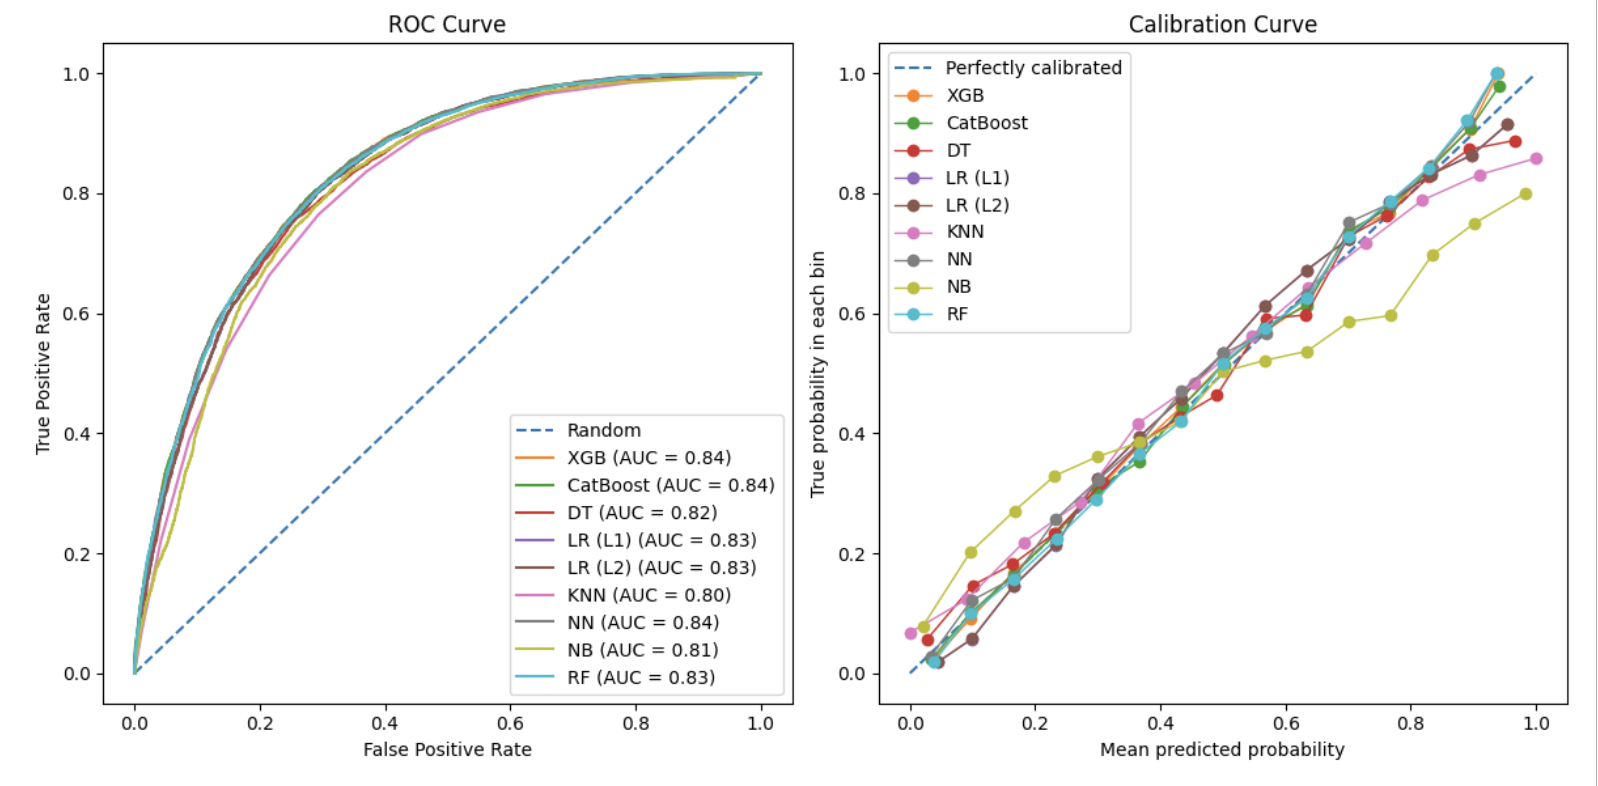 ROC Curve
1.0
0.8
0.6
0.4
0.2
0.0
True Positive Rate
Random
XGB (AUC = 0.84)
CatBoost (AUC = 0.84)
DT (AUC = 0.82)
LR (L1) (AUC = 0.83)
LR (L2) (AUC = 0.83)
KNN (AUC = 0.80)
NN (AUC = 0.84)
NB (AUC = 0.81)
RF (AUC = 0.83)
0.0 0.2 0.4 0.6 0.8 1.0
False Positive Rate
Calibration Curve
1.0
0.8
0.6
0.4
0.2
0.0
True probability in each bin
Perfectly calibrated
XGB
CatBoost
DT
LR (L1)
LR (L2)
KNN
NN
NB
RF
0.0 0.2 0.4 0.6 0.8 1.0
Mean predicted probability